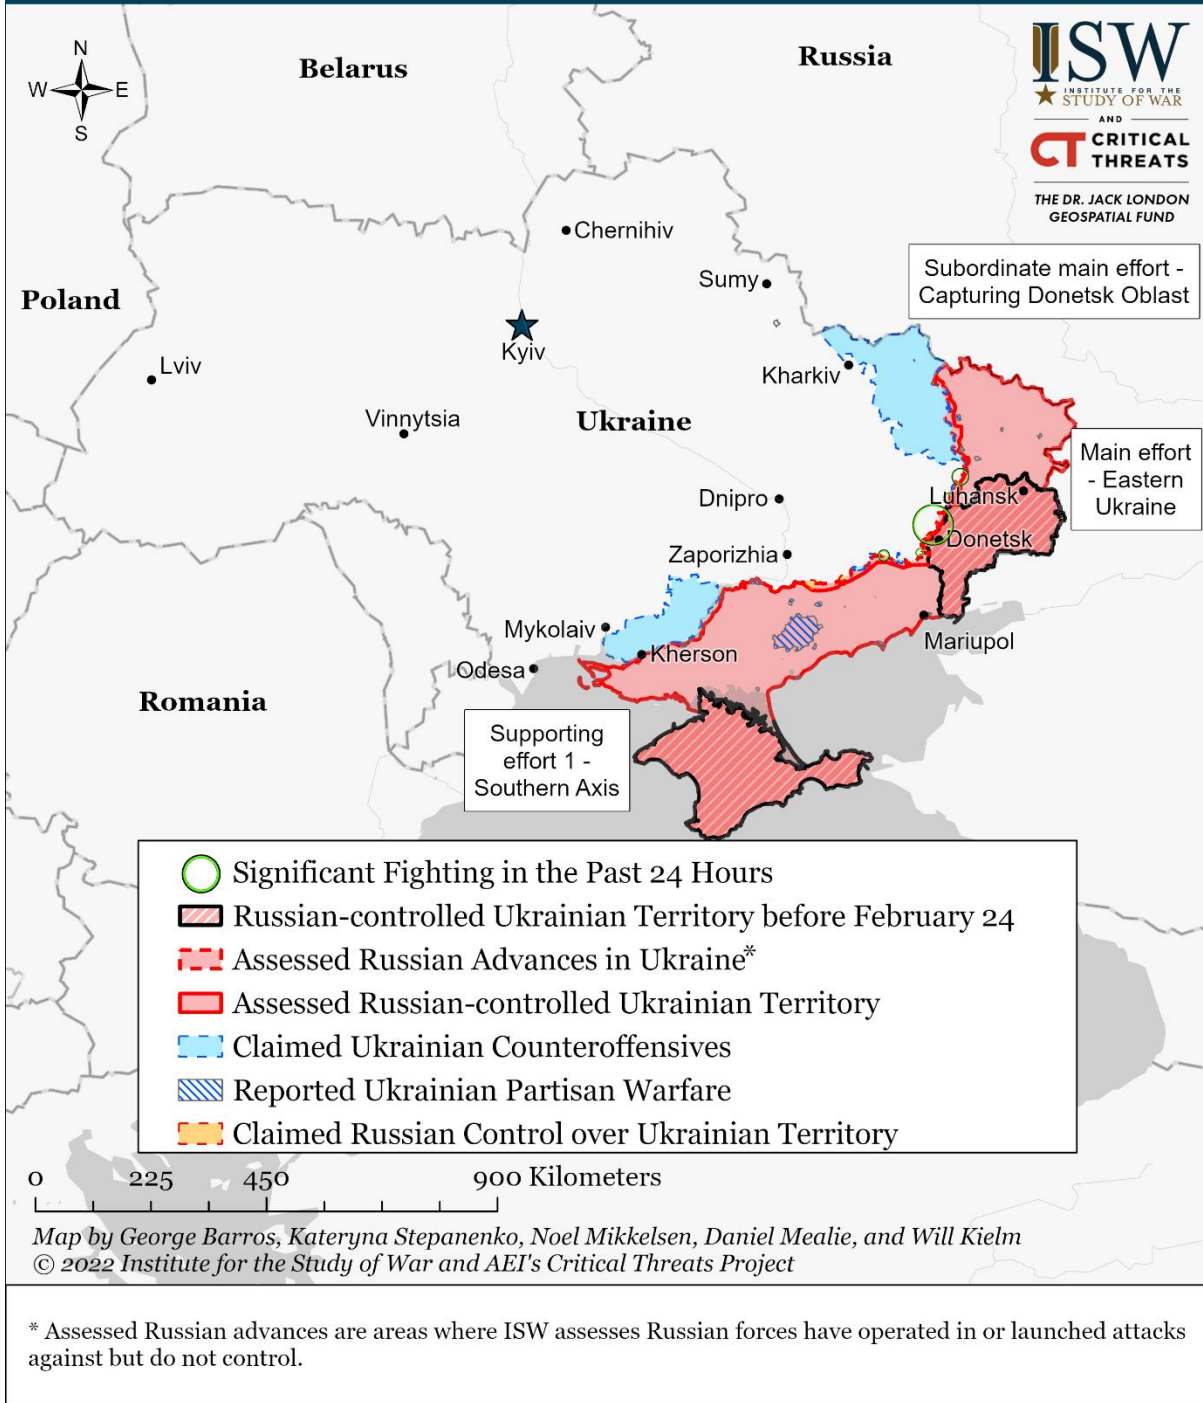 N
W E
S
Belarus
Russia
ISW
INSTITUTE FOR THE
STUDY OF WAR
AND
CT CRITICAL
THREATS
THE DR. JACK LONDON
GEOSPATIAL FUND
Chernihiv
Sumy
Subordinate main effort -
Capturing Donetsk Oblast
Poland
Kyiv
Lviv
Kharkiv
Vinnytsia
Ukraine
Main effort
- Eastern
Ukraine
Dnipro
Luhansk
Donetsk
Zaporizhia
Mykolaiv
Mariupol
Kherson
Odesa
Romania
Supporting
effort 1 -
Southern Axis
Significant Fighting in the Past 24 Hours
Russian-controlled Ukrainian Territory before February 24
Assessed Russian Advances in Ukraine*
Assessed Russian-controlled Ukrainian Territory
Claimed Ukrainian Counteroffensives
Reported Ukrainian Partisan Warfare
Claimed Russian Control over Ukrainian Territory
0 225 450 900 Kilometers
Map by George Barros, Kateryna Stepanenko, Noel Mikkelsen, Daniel Mealie, and Will Kielm
© 2022 Institute for the Study of War and AEI's Critical Threats Project
* Assessed Russian advances are areas where ISW assesses Russian forces have operated in or launched attacks
against but do not control.